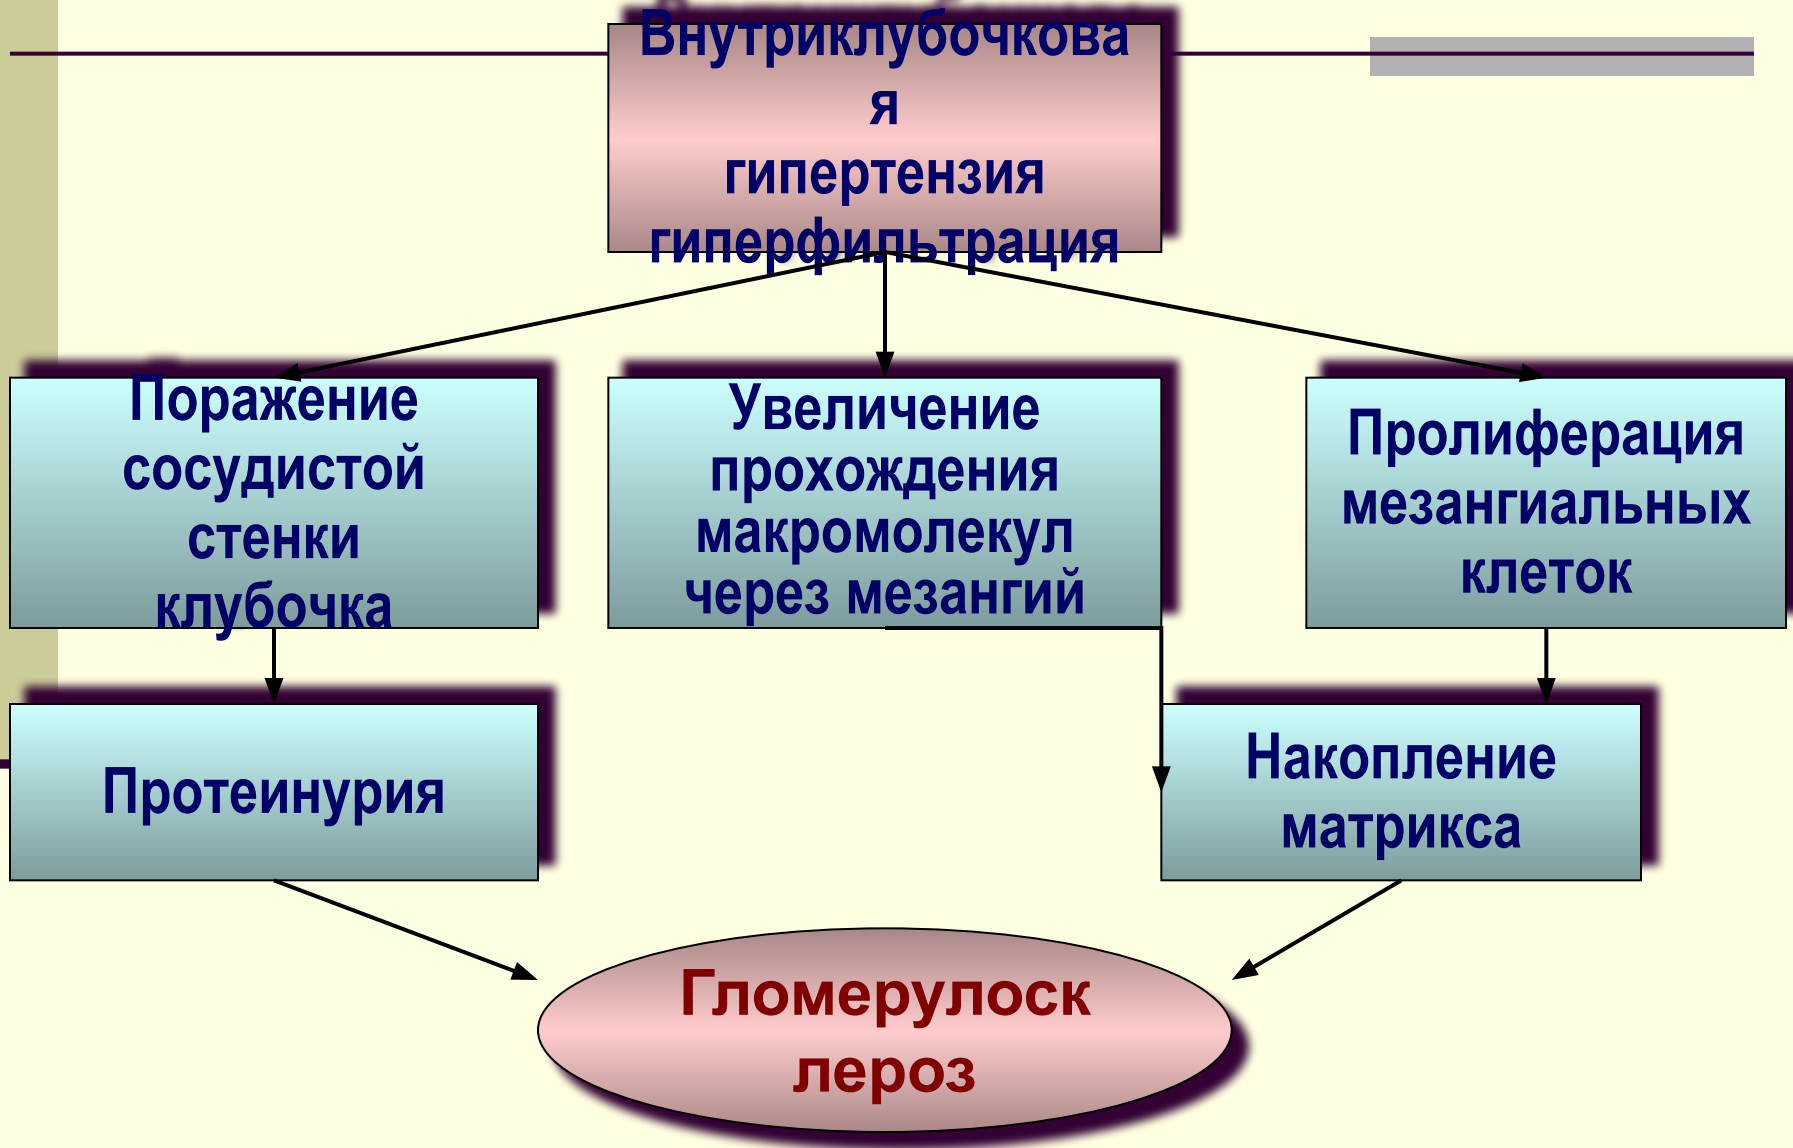 Внутриклубочкова
я
гипертензия
гиперфильтрация
Поражение
сосудистой
стенки
клубочка
Увеличение
прохождения
макромолекул
через мезангий
Пролиферация
мезангиальных
клеток
Протеинурия
Накопление
матрикса
Гломерулоск
лероз